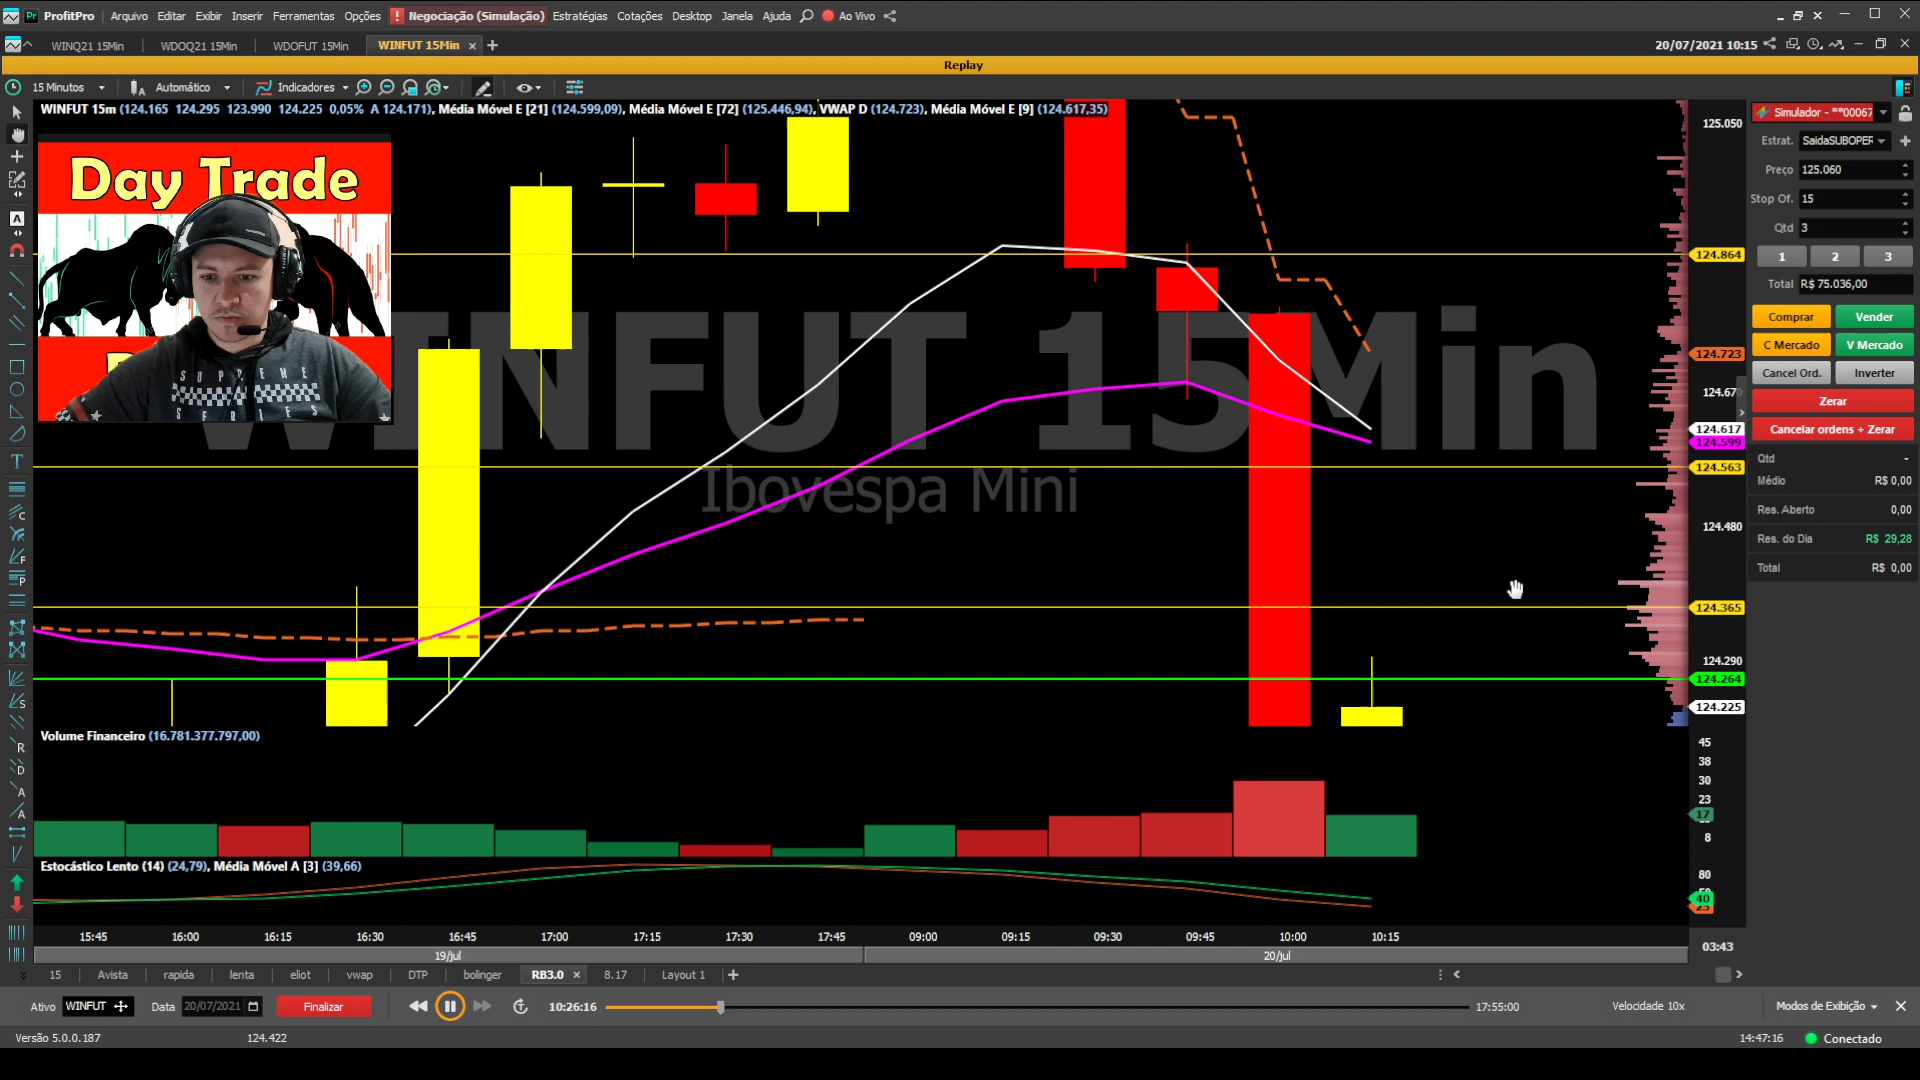 ProfitPro Arquivo Editar Exibir Inserir Ferramentas Opções ! Negociação (Simulação) Estratégias Cotações Desktop Janela Ajuda Ao Vivo
WINQ21 15Min WDOQ21 15Min WDOFUT 15Min WINFUT 15Min 20/07/2021 10:15
Replay
15 Minutos Automático Indicadores
WINFUT 15m (124.165 124.295 123.990 124.225 0,05% A 124.171), Média Móvel E [21] (124.599,09), Média Móvel E [72] (125.446,94), VWAP D (124.723), Média Móvel E [9] (124.617,35)
Day Trade
SUPREME
SERIES
WINFUT 15Min
Ibovespa Mini
125.050
124.864
124.723
124.670
124.617
124.599
124.563
124.480
124.365
124.290
124.264
124.225
Simulador - **00067
Estrat. SaidaSUBOPER
Preço 125.060
Stop Of. 15
Qtd 3
1 2 3
Total R$ 75.036,00
Comprar Vender
C Mercado V Mercado
Cancel Ord. Inverter
Zerar
Cancelar ordens + Zerar
Qtd -
Médio R$ 0,00
Res. Aberto 0,00
Res. do Dia R$ 29,28
Total R$ 0,00
Volume Financeiro (16.781.377.797,00)
45
38
30
23
17
8
Estocástico Lento (14) (24,79), Média Móvel A [3] (39,66)
80
40
15:45 16:00 16:15 16:30 16:45 17:00 17:15 17:30 17:45 09:00 09:15 09:30 09:45 10:00 10:15
03:43
19/jul 20/jul
15 Avista rapida lenta eliot vwap DTP bolinger RB3.0 8.17 Layout 1
Ativo WINFUT Data 20/07/2021 Finalizar 10:26:16 17:55:00 Velocidade 10x Modos de Exibição
Versão 5.0.0.187 124.422 14:47:16 Conectado